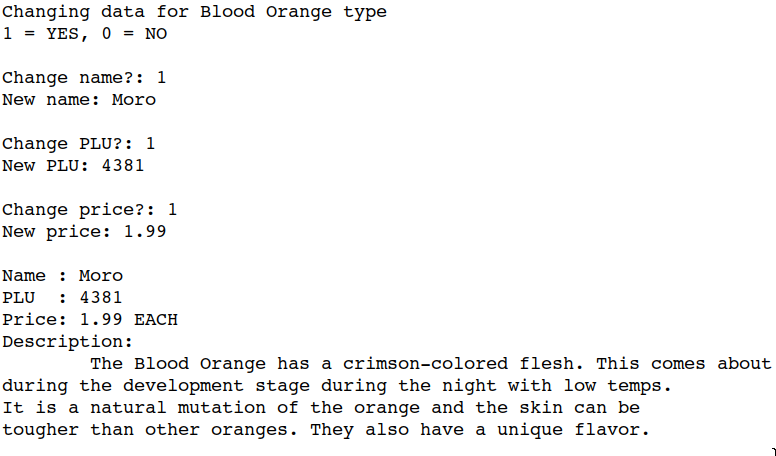 Changing data for Blood Orange type
1 = YES, 0 = NO
Change name?: 1
New name: Moro
Change PLU?: 1
New PLU: 4381
Change price?: 1
New price: 1.99
Name : Moro
PLU  : 4381
Price: 1.99 EACH
Description:
        The Blood Orange has a crimson-colored flesh. This comes about
during the development stage during the night with low temps.
It is a natural mutation of the orange and the skin can be
tougher than other oranges. They also have a unique flavor.